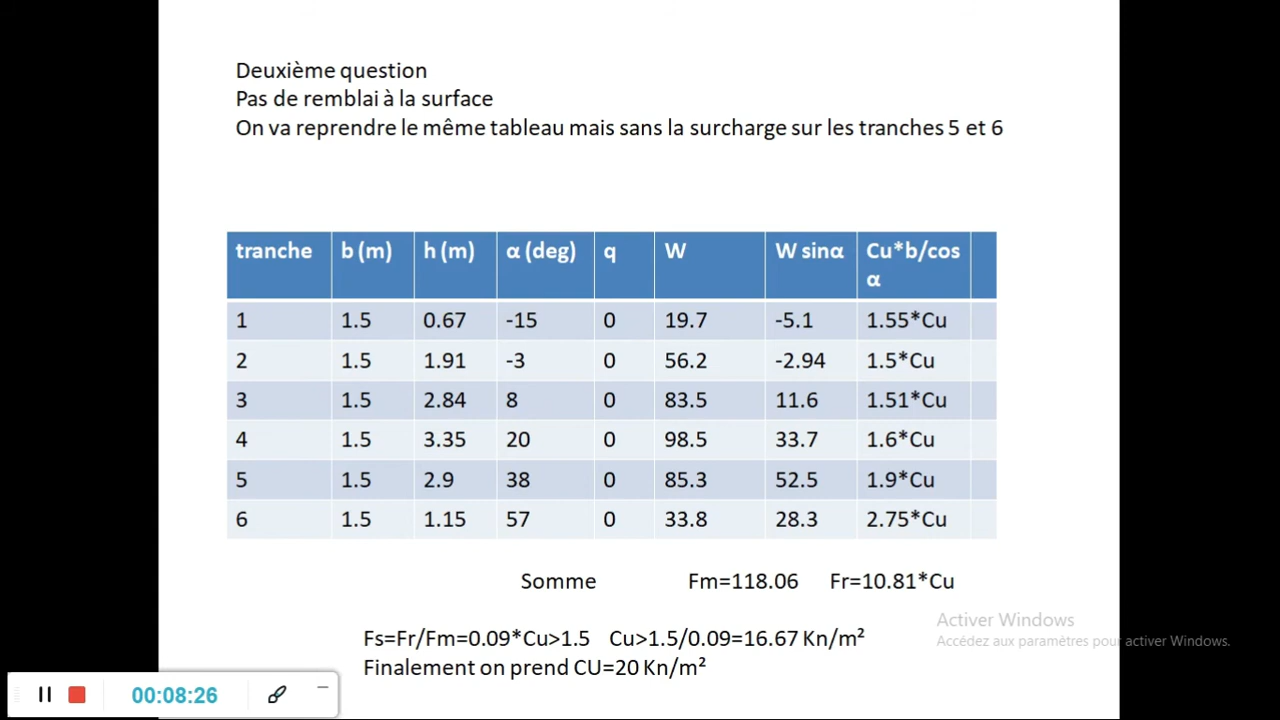 Deuxième question
Pas de remblai à la surface
On va reprendre le même tableau mais sans la surcharge sur les tranches 5 et 6
tranche b (m) h (m) α (deg) q W W sinα Cu*b/cos
α
1 1.5 0.67 -15 0 19.7 -5.1 1.55*Cu
2 1.5 1.91 -3 0 56.2 -2.94 1.5*Cu
3 1.5 2.84 8 0 83.5 11.6 1.51*Cu
4 1.5 3.35 20 0 98.5 33.7 1.6*Cu
5 1.5 2.9 38 0 85.3 52.5 1.9*Cu
6 1.5 1.15 57 0 33.8 28.3 2.75*Cu
Somme Fm=118.06 Fr=10.81*Cu
Activer Windows
Accédez aux paramètres pour activer Windows.
Fs=Fr/Fm=0.09*Cu>1.5 Cu>1.5/0.09=16.67 Kn/m²
Finalement on prend CU=20 Kn/m²
00:08:26